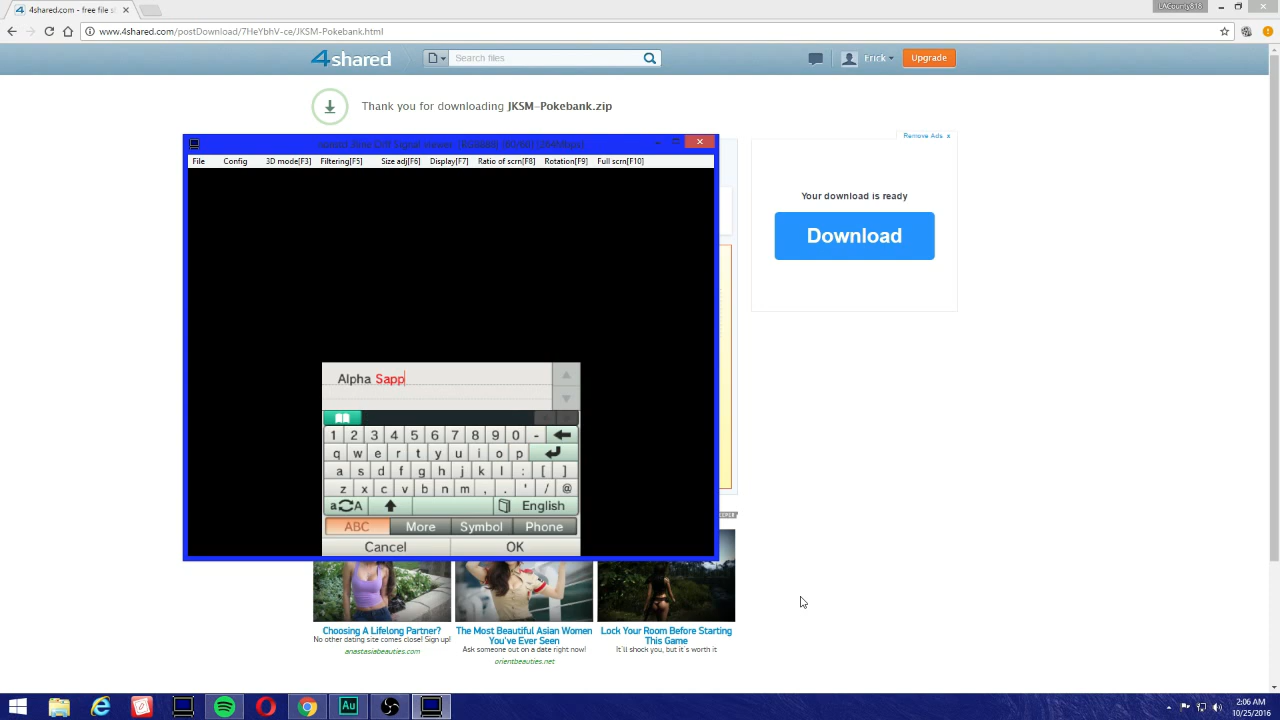 4shared.com - free file s
LACounty818
www.4shared.com/postDownload/7HeYbhV-ce/JKSM-Pokebank.html
4shared
Search files
Erick
Upgrade
Thank you for downloading JKSM-Pokebank.zip
Remove Ads x
Your download is ready
Download
File Config 3D mode[F3] Filtering[F5] Size adj[F6] Display[F7] Ratio of scrn[F8] Rotation[F9] Full scrn[F10]
Alpha Sapp
1 2 3 4 5 6 7 8 9 0 -
q w e r t y u i o p
a s d f g h j k l : [ ]
z x c v b n m , . ' / @
a A English
ABC More Symbol Phone
Cancel OK
Choosing A Lifelong Partner?
No other dating site comes close! Sign up!
anastasiabeauties.com
The Most Beautiful Asian Women
You've Ever Seen
Ask someone out on a date right now!
orientbeauties.net
Lock Your Room Before Starting
This Game
It'll shock you, but it's worth it
Au
2:06 AM
10/25/2016